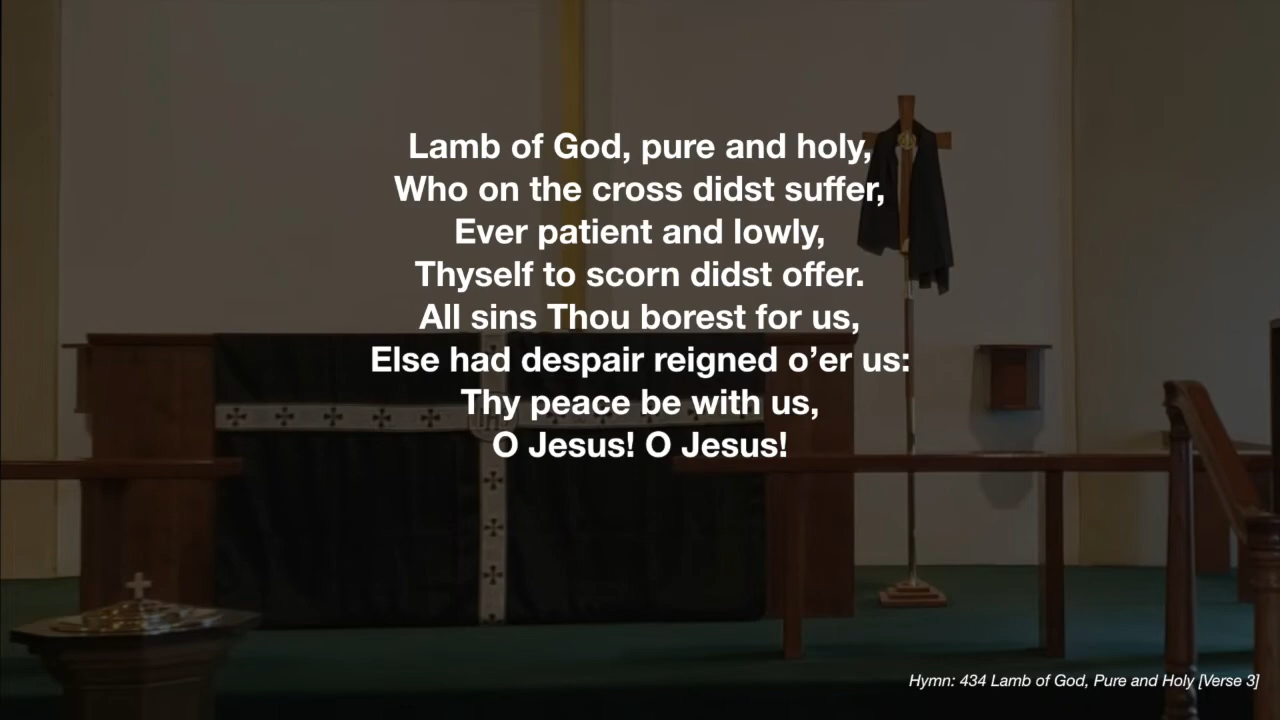 Lamb of God, pure and holy,
Who on the cross didst suffer,
Ever patient and lowly,
Thyself to scorn didst offer.
All sins Thou borest for us,
Else had despair reigned o’er us:
Thy peace be with us,
O Jesus! O Jesus!
Hymn: 434 Lamb of God, Pure and Holy [Verse 3]